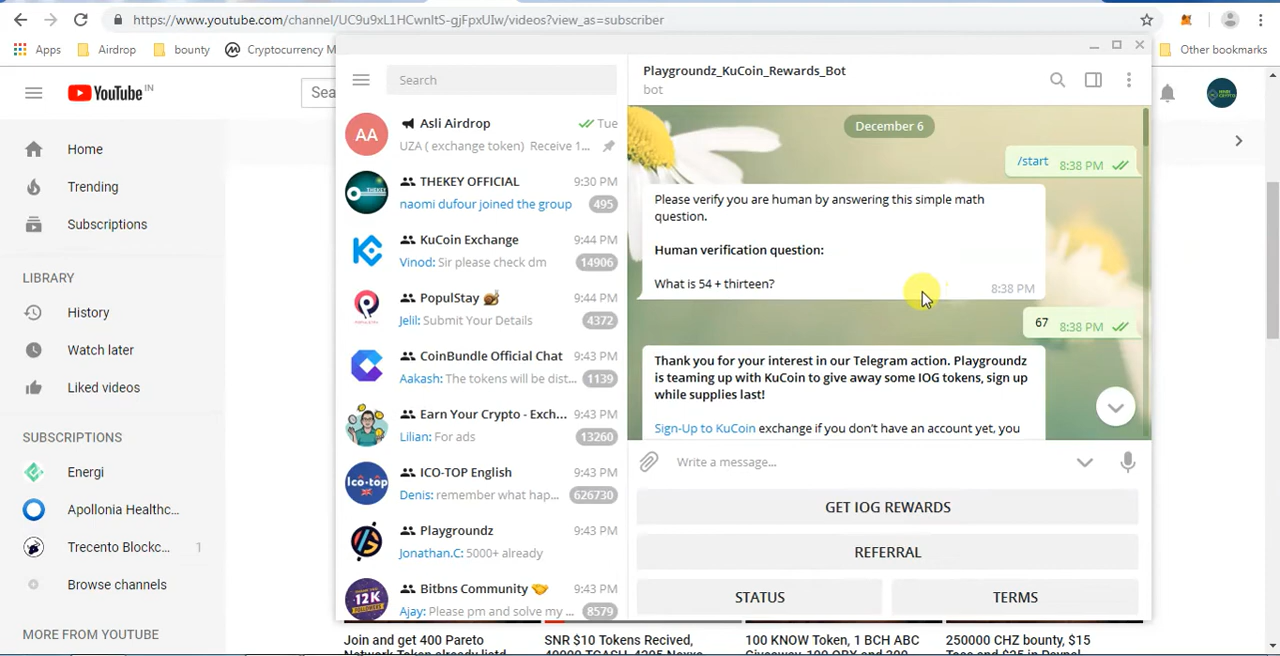 https://www.youtube.com/channel/UC9u9xL1HCwnItS-gjFpxUIw/videos?view_as=subscriber
Apps
Airdrop
bounty
Cryptocurrency M
Other bookmarks
YouTube IN
Sea
Home
Trending
Subscriptions
LIBRARY
History
Watch later
Liked videos
SUBSCRIPTIONS
Energi
Apollonia Healthc...
Trecento Blockc...
1
Browse channels
MORE FROM YOUTUBE
Search
AA
Asli Airdrop
Tue
UZA ( exchange token) Receive 1...
THEKEY OFFICIAL
9:30 PM
naomi dufour joined the group
495
KuCoin Exchange
9:44 PM
Vinod: Sir please check dm
14906
PopulStay 🐌
9:44 PM
Jelil: Submit Your Details
4372
CoinBundle Official Chat
9:43 PM
Aakash: The tokens will be dist...
1139
Earn Your Crypto - Exch...
9:43 PM
Lilian: For ads
13260
Ico-top
ICO-TOP English
9:43 PM
Denis: remember what hap...
626730
Playgroundz
9:43 PM
Jonathan.C: 5000+ already
12K
Bitbns Community 🤝
9:43 PM
Ajay: Please pm and solve my ...
8579
Playgroundz_KuCoin_Rewards_Bot
bot
December 6
/start
8:38 PM
Please verify you are human by answering this simple math
question.
Human verification question:
What is 54 + thirteen?
8:38 PM
67
8:38 PM
Thank you for your interest in our Telegram action. Playgroundz
is teaming up with KuCoin to give away some IOG tokens, sign up
while supplies last!
Sign-Up to KuCoin exchange if you don't have an account yet, you
Write a message...
GET IOG REWARDS
REFERRAL
STATUS
TERMS
Join and get 400 Pareto
SNR $10 Tokens Recived,
100 KNOW Token, 1 BCH ABC
250000 CHZ bounty, $15